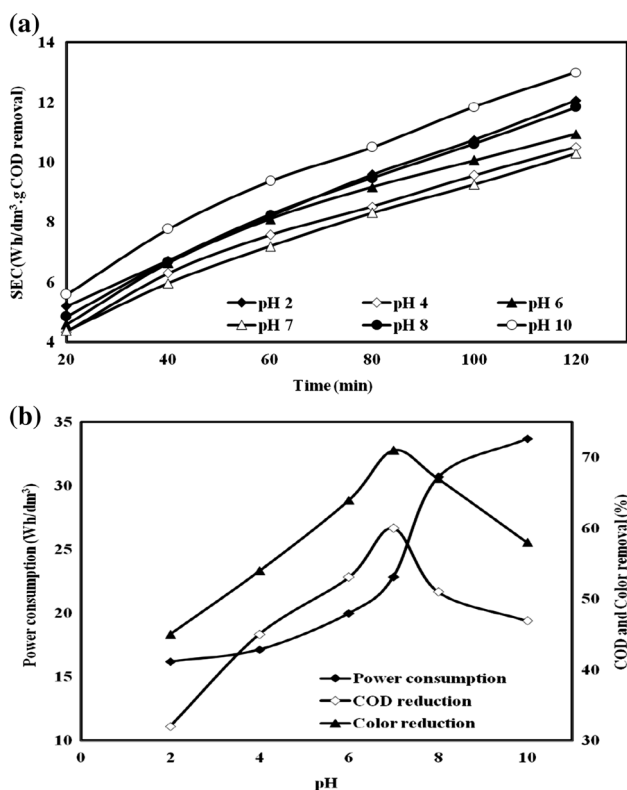 (a)
14
12
10
8
6
4
SEC(Wh/dm³.g COD removal)
pH 2 pH 4 pH 6
pH 7 pH 8 pH 10
20 40 60 80 100 120
Time (min)
(b)
35
30
25
20
15
10
Power consumption (Wh/dm³)
70
60
50
40
30
COD and Color removal (%)
Power consumption
COD reduction
Color reduction
0 2 4 6 8 10
pH